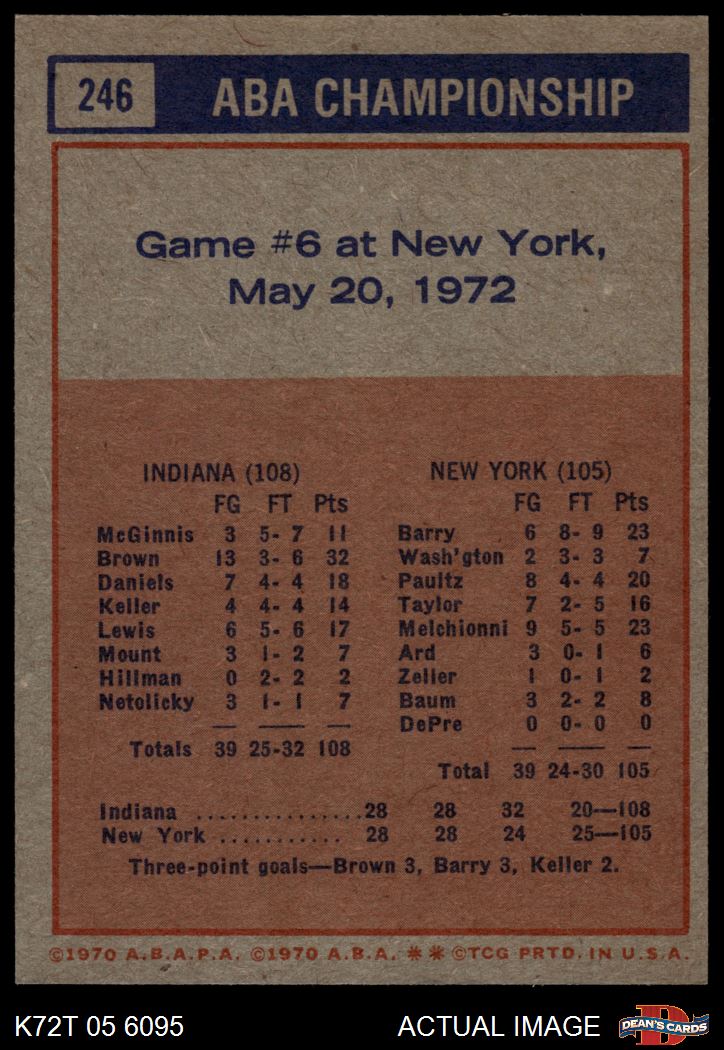 246 ABA CHAMPIONSHIP
Game #6 at New York,
May 20, 1972
INDIANA (108)
FG FT Pts
McGinnis 3 5- 7 11
Brown 13 3- 6 32
Daniels 7 4- 4 18
Keller 4 4- 4 14
Lewis 6 5- 6 17
Mount 3 1- 2 7
Hillman 0 2- 2 2
Netolicky 3 1- 1 7
Totals 39 25-32 108
NEW YORK (105)
FG FT Pts
Barry 6 8- 9 23
Wash'gton 2 3- 3 7
Paultz 8 4- 4 20
Taylor 7 2- 5 16
Melchionni 9 5- 5 23
Ard 3 0- 1 6
Zeller 1 0- 1 2
Baum 3 2- 2 8
DePre 0 0- 0 0
Total 39 24-30 105
Indiana ................28 28 32 20—108
New York ...........28 28 24 25—105
Three-point goals—Brown 3, Barry 3, Keller 2.
©1970 A.B.A.P.A. ©1970 A.B.A. ** ©TCG PRTD. IN U.S.A.
K72T 05 6095 ACTUAL IMAGE DEAN'S CARDS